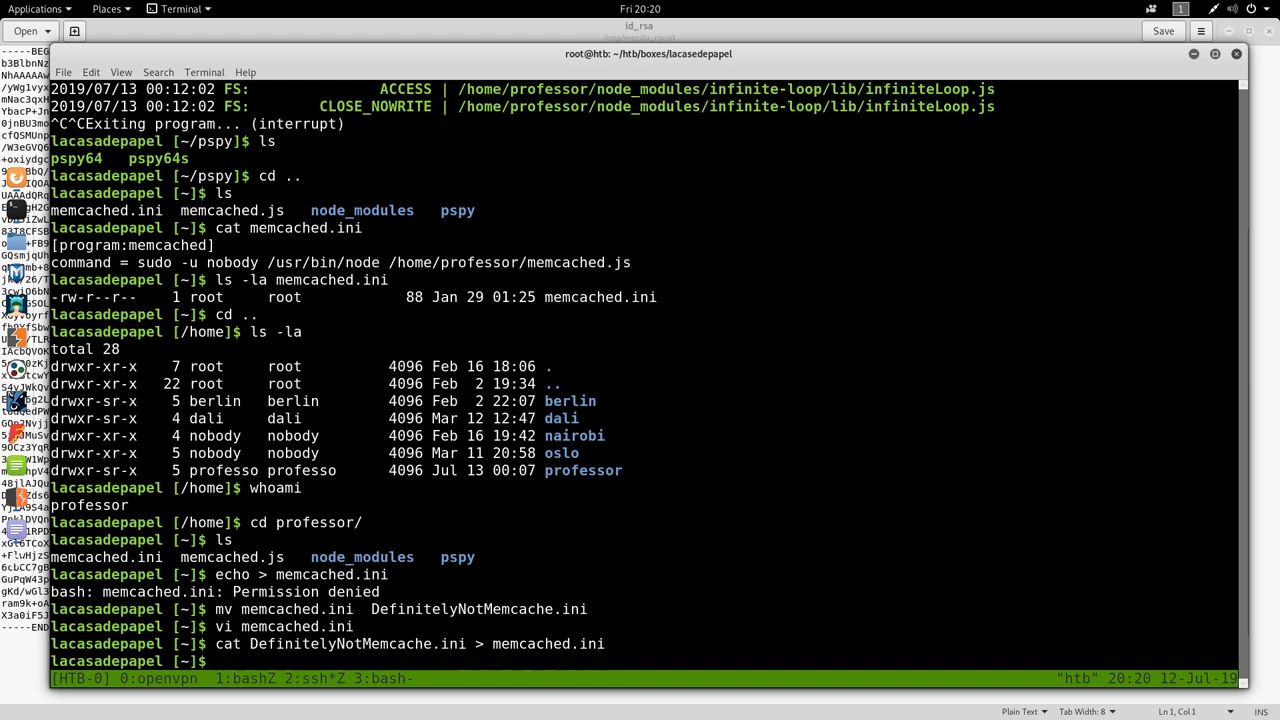 Applications Places Terminal Fri 20:20 1
Open id_rsa Save
/tmp/mozilla_root0
root@htb: ~/htb/boxes/lacasedepapel
File Edit View Search Terminal Help
2019/07/13 00:12:02 FS: ACCESS | /home/professor/node_modules/infinite-loop/lib/infiniteLoop.js
2019/07/13 00:12:02 FS: CLOSE_NOWRITE | /home/professor/node_modules/infinite-loop/lib/infiniteLoop.js
^C^CExiting program... (interrupt)
lacasadepapel [~/pspy]$ ls
pspy64 pspy64s
lacasadepapel [~/pspy]$ cd ..
lacasadepapel [~]$ ls
memcached.ini memcached.js node_modules pspy
lacasadepapel [~]$ cat memcached.ini
[program:memcached]
command = sudo -u nobody /usr/bin/node /home/professor/memcached.js
lacasadepapel [~]$ ls -la memcached.ini
-rw-r--r-- 1 root root 88 Jan 29 01:25 memcached.ini
lacasadepapel [~]$ cd ..
lacasadepapel [/home]$ ls -la
total 28
drwxr-xr-x 7 root root 4096 Feb 16 18:06 .
drwxr-xr-x 22 root root 4096 Feb 2 19:34 ..
drwxr-sr-x 5 berlin berlin 4096 Feb 2 22:07 berlin
drwxr-sr-x 4 dali dali 4096 Mar 12 12:47 dali
drwxr-xr-x 4 nobody nobody 4096 Feb 16 19:42 nairobi
drwxr-xr-x 5 nobody nobody 4096 Mar 11 20:58 oslo
drwxr-sr-x 5 professo professo 4096 Jul 13 00:07 professor
lacasadepapel [/home]$ whoami
professor
lacasadepapel [/home]$ cd professor/
lacasadepapel [~]$ ls
memcached.ini memcached.js node_modules pspy
lacasadepapel [~]$ echo > memcached.ini
bash: memcached.ini: Permission denied
lacasadepapel [~]$ mv memcached.ini DefinitelyNotMemcache.ini
lacasadepapel [~]$ vi memcached.ini
lacasadepapel [~]$ cat DefinitelyNotMemcache.ini > memcached.ini
lacasadepapel [~]$
[HTB-0] 0:openvpn 1:bashZ 2:ssh*Z 3:bash- "htb" 20:20 12-Jul-19
Plain Text Tab Width: 8 Ln 1, Col 1 INS